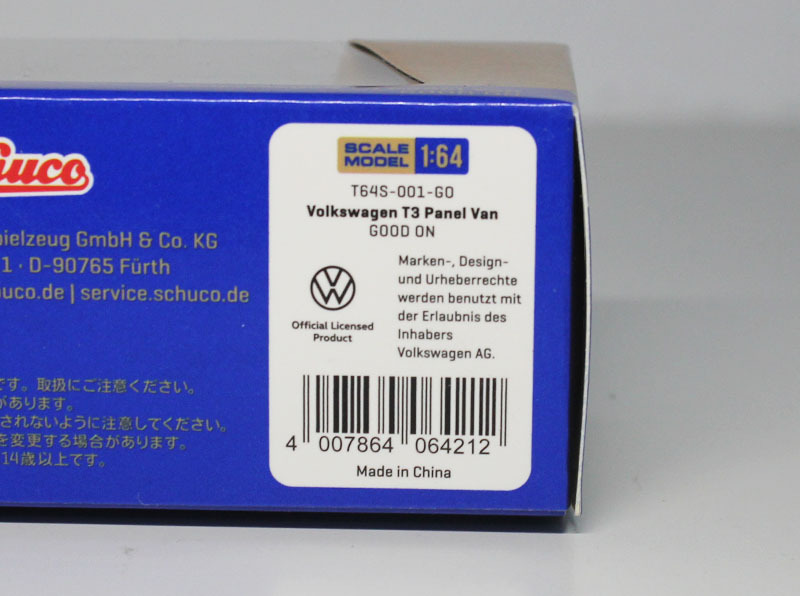 SCALE MODEL 1:64
T64S-001-GO
Volkswagen T3 Panel Van
GOOD ON
Marken-, Design-
und Urheberrechte
werden benutzt mit
der Erlaubnis des
Inhabers
Volkswagen AG.
Official Licensed
Product
4 007864 064212
Made in China
uco
ielzeug GmbH & Co. KG
1 · D-90765 Fürth
huco.de | service.schuco.de
です。取扱にご注意ください。
があります。
されないように注意してください。
を変更する場合があります。
14歳以上です。